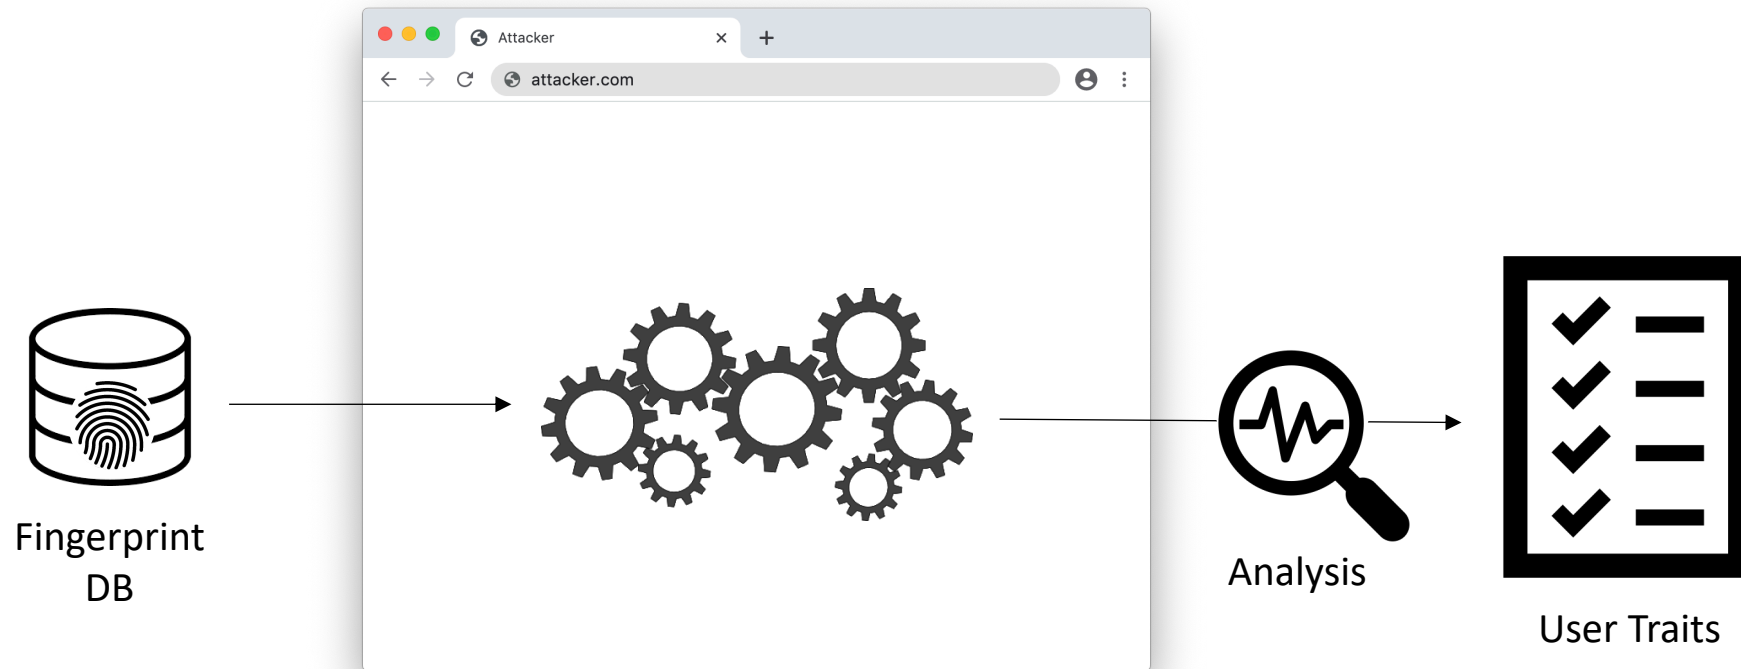 Attacker
attacker.com
Fingerprint
DB
Analysis
User Traits